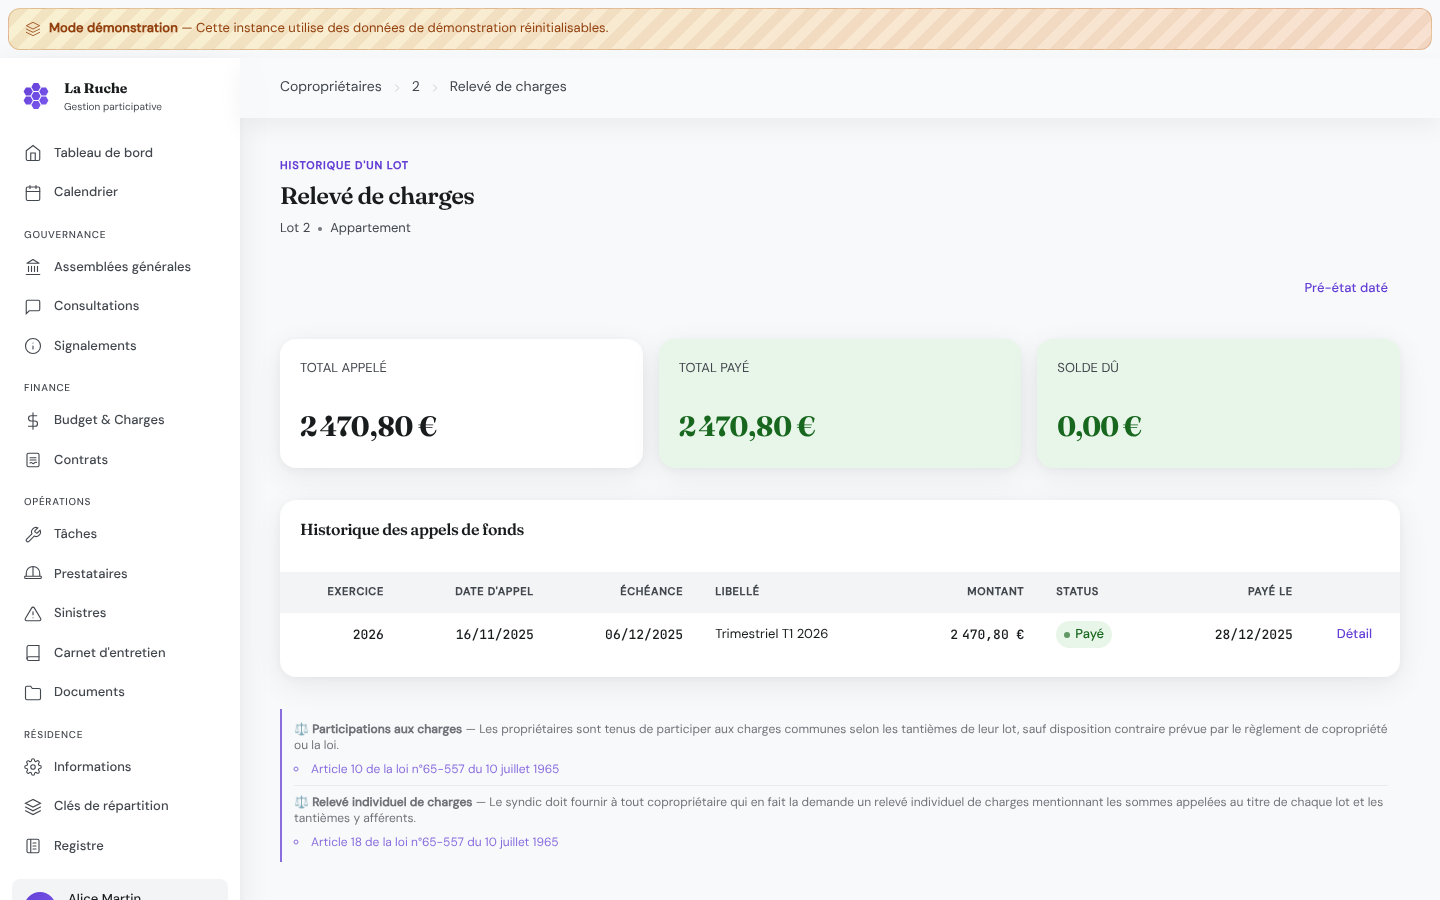 Mode démonstration — Cette instance utilise des données de démonstration réinitialisables.
La Ruche
Gestion participative
Tableau de bord
Calendrier
GOUVERNANCE
Assemblées générales
Consultations
Signalements
FINANCE
Budget & Charges
Contrats
OPÉRATIONS
Tâches
Prestataires
Sinistres
Carnet d'entretien
Documents
RÉSIDENCE
Informations
Clés de répartition
Registre
Alice Martin
Copropriétaires 2 Relevé de charges
HISTORIQUE D'UN LOT
Relevé de charges
Lot 2 • Appartement
Pré-état daté
TOTAL APPELÉ
2 470,80 €
TOTAL PAYÉ
2 470,80 €
SOLDE DÛ
0,00 €
Historique des appels de fonds
EXERCICE DATE D'APPEL ÉCHÉANCE LIBELLÉ MONTANT STATUS PAYÉ LE
2026 16/11/2025 06/12/2025 Trimestriel T1 2026 2 470,80 € Payé 28/12/2025 Détail
Participations aux charges — Les propriétaires sont tenus de participer aux charges communes selon les tantièmes de leur lot, sauf disposition contraire prévue par le règlement de copropriété
ou la loi.
Article 10 de la loi n°65-557 du 10 juillet 1965
Relevé individuel de charges — Le syndic doit fournir à tout copropriétaire qui en fait la demande un relevé individuel de charges mentionnant les sommes appelées au titre de chaque lot et les
tantièmes y afférents.
Article 18 de la loi n°65-557 du 10 juillet 1965